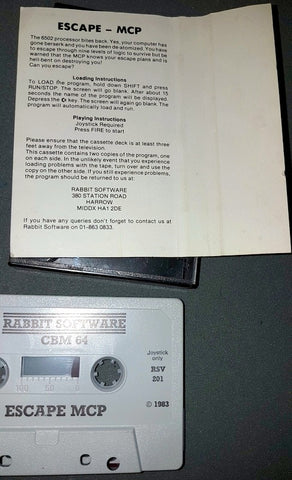 ESCAPE – MCP
The 6502 processor bites back. Yes, your computer has
gone berserk and you have been de-atomized. You have
to escape through nine levels of logic to survive but be
warned that the MCP knows your escape plans and is
hell-bent on destroying you!
Can you escape?
Loading Instructions
To LOAD the program, hold down SHIFT and press
RUN/STOP. The screen will go blank. After about 15
seconds the name of the program will be displayed.
Depress the C= key. The screen will again go blank. The
program will automatically load and run.
Playing Instructions
Joystick Required
Press FIRE to start
Please ensure that the cassette deck is at least three
feet away from the television.
This cassette contains two copies of the program, one
on each side. In the unlikely event that you experience
loading problems with the tape, turn over and use the
copy on the other side. If you still experience problems,
the program should be returned to us at:
RABBIT SOFTWARE
380 STATION ROAD
HARROW
MIDDX HA1 2DE
If you have any queries don't forget to contact us at
Rabbit Software on 01-863 0833.
RABBIT SOFTWARE
CBM 64
Joystick
only
RSV
201
100 50 0
ESCAPE MCP
© 1983